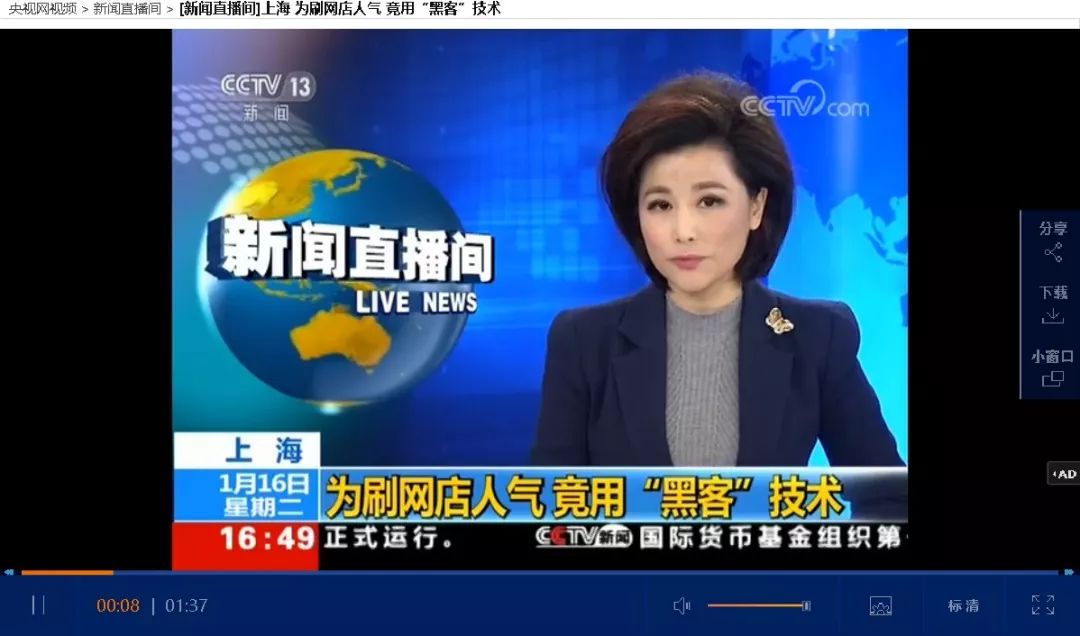 央视网视频 > 新闻直播间 > [新闻直播间]上海 为刷网店人气 竟用“黑客”技术
CCTV 13
新闻
CCTV.com
新闻直播间
LIVE NEWS
分享
下载
小窗口
AD
上海
1月16日
星期二
为刷网店人气 竟用“黑客”技术
16:49
正式运行。 CCTV新闻 国际货币基金组织第
00:08 | 01:37
标清